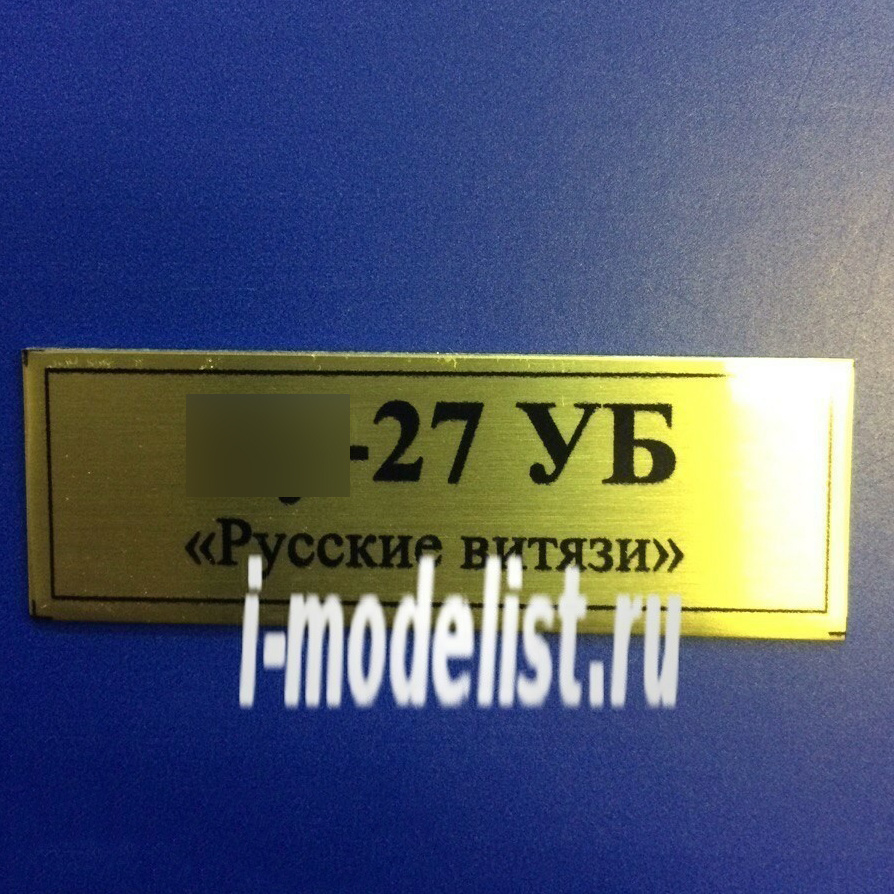 -27 УБ
«Русские витязи»
i-modelist.ru